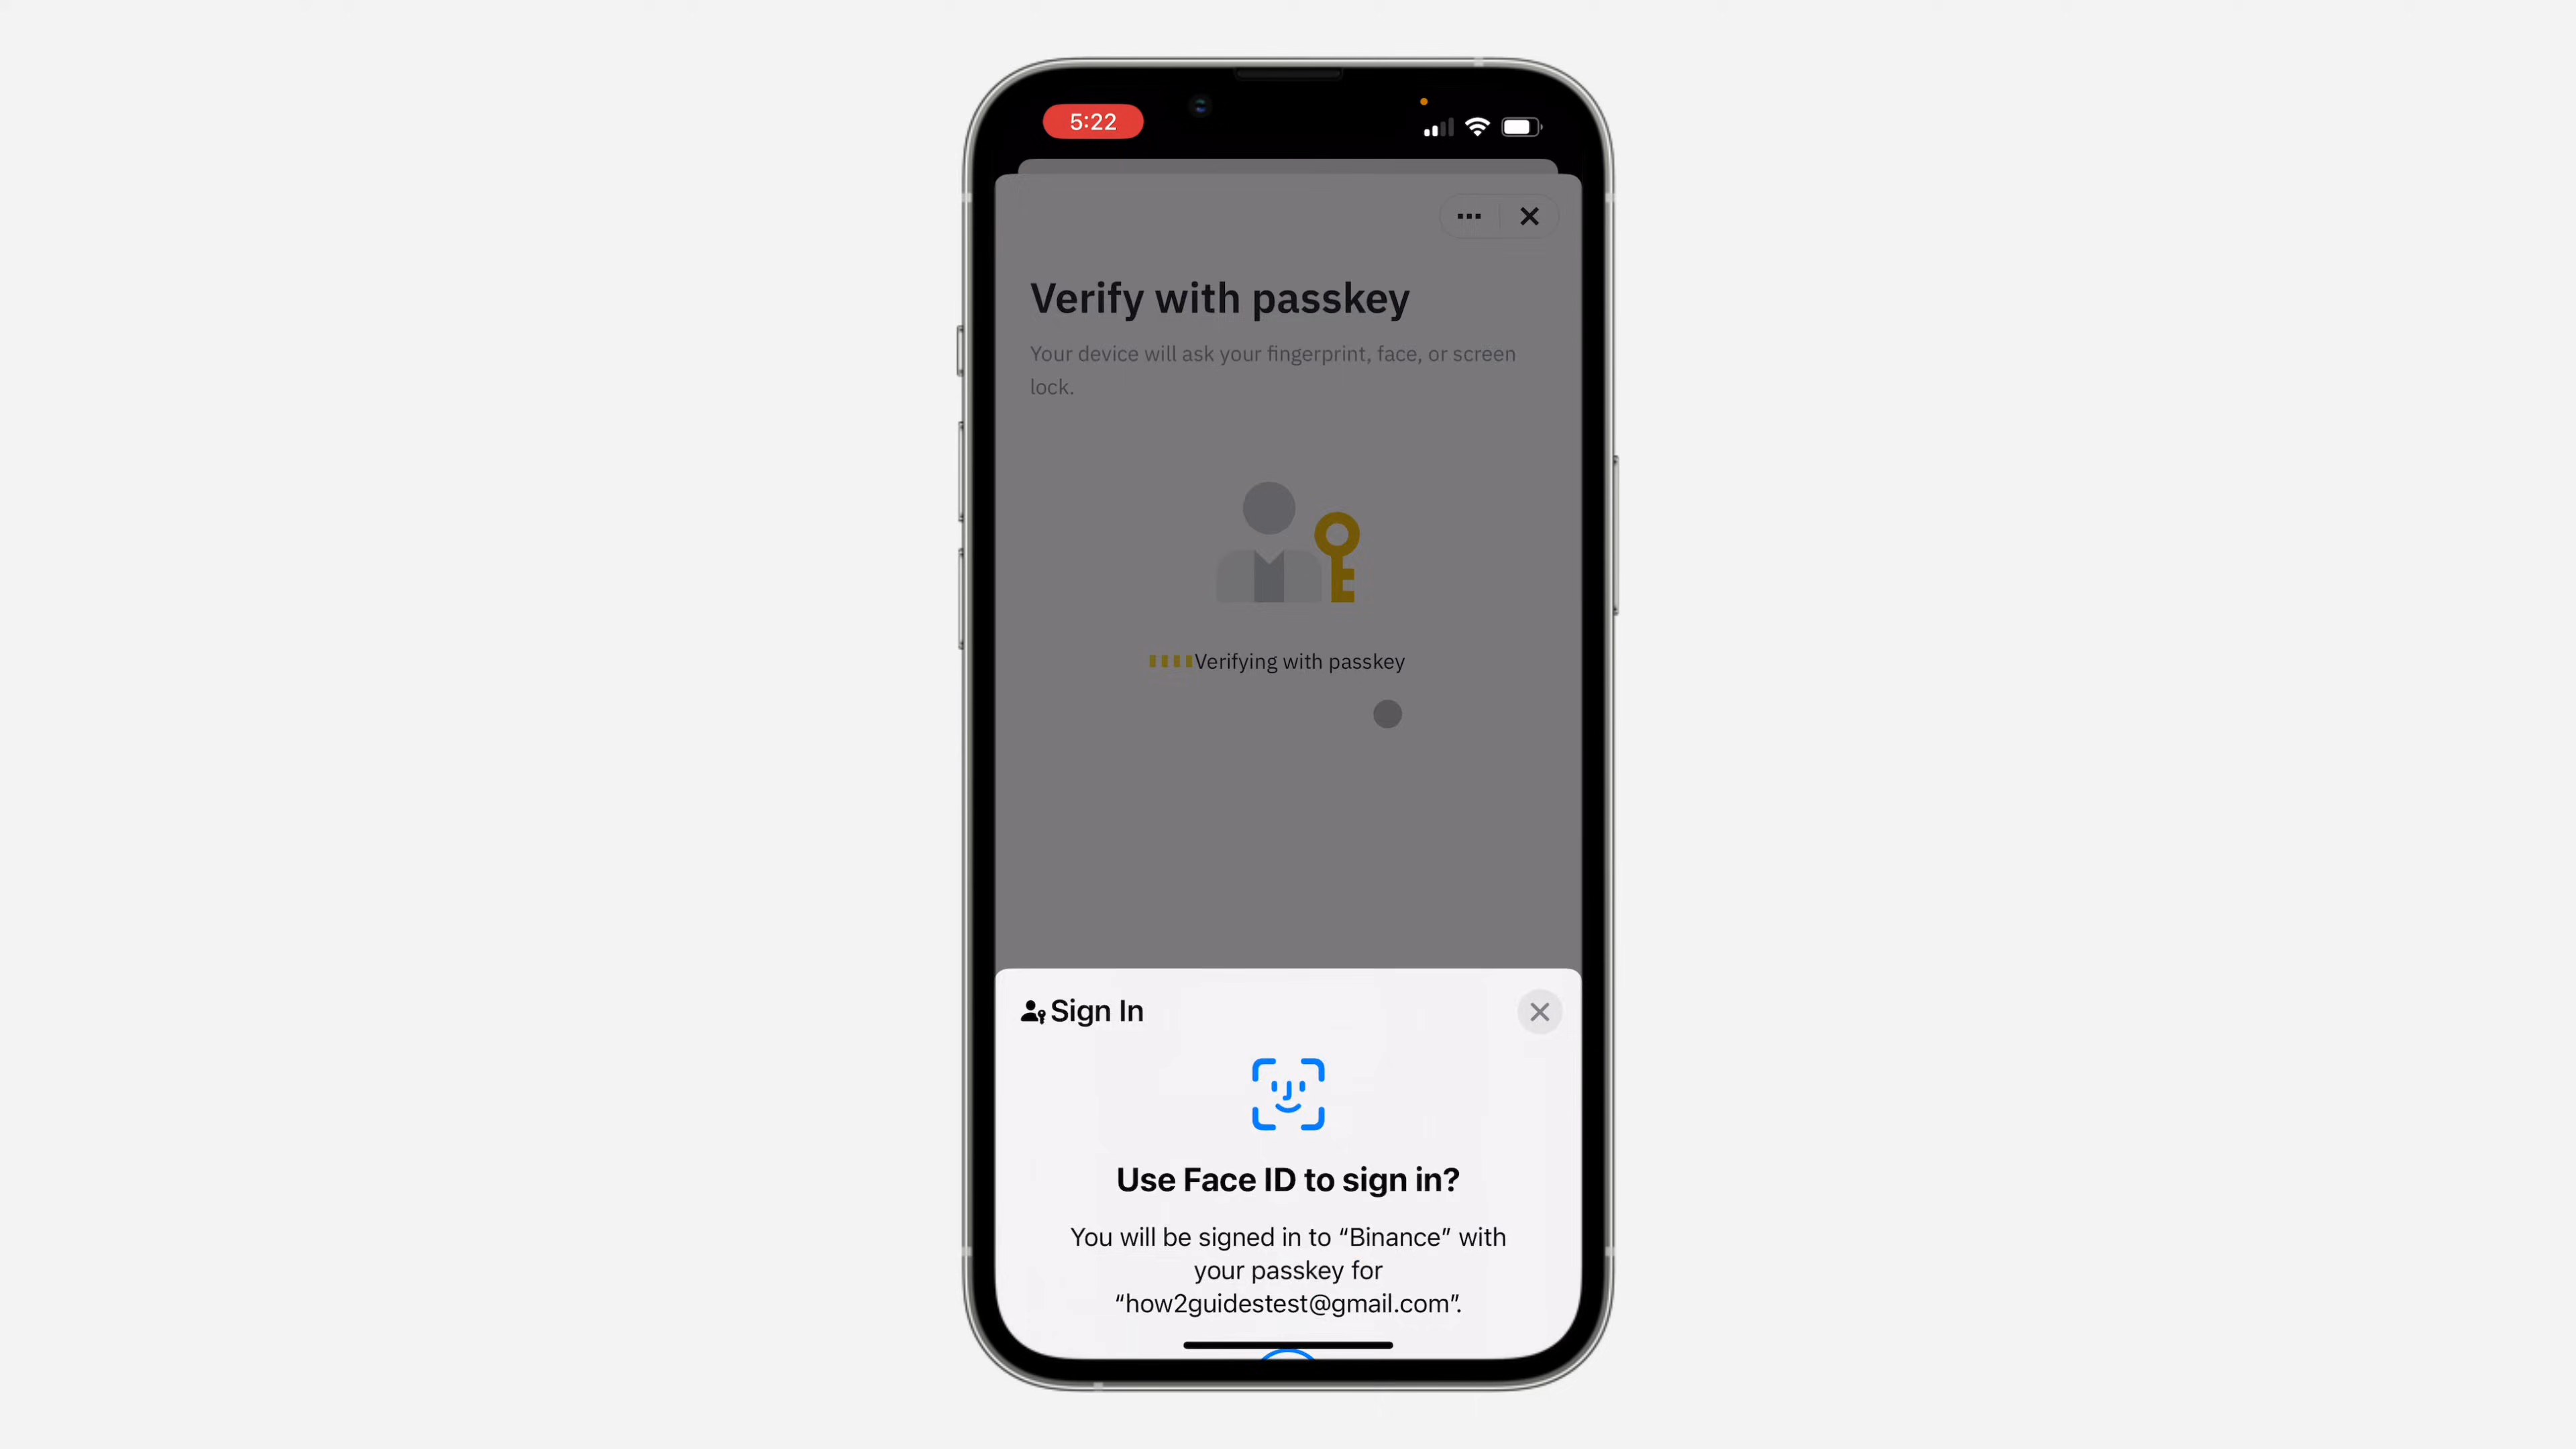 5:22
Verify with passkey
Your device will ask your fingerprint, face, or screen
lock.
Verifying with passkey
Sign In
Use Face ID to sign in?
You will be signed in to “Binance” with
your passkey for
“how2guidestest@gmail.com”.